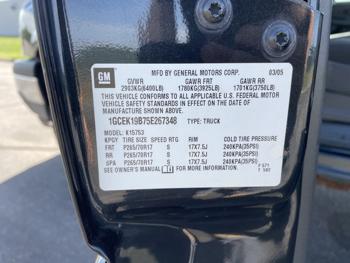 GM
MFD BY GENERAL MOTORS CORP. 03/05
GVWR GAWR FRT GAWR RR
2903KG(6400LB) 1780KG(3925LB) 1701KG(3750LB)
THIS VEHICLE CONFORMS TO ALL APPLICABLE U.S. FEDERAL MOTOR
VEHICLE SAFETY STANDARDS IN EFFECT ON THE DATE OF
MANUFACTURE SHOWN ABOVE.
1GCEK19B75E267348 TYPE: TRUCK
MODEL: K15753
KPGY TIRE SIZE SPEED RTG RIM COLD TIRE PRESSURE
FRT P265/70R17 S 17X7.5J 240KPA(35PSI)
RR P265/70R17 S 17X7.5J 240KPA(35PSI)
SPA P265/70R17 S 17X7.5J 240KPA(35PSI)
SEE OWNER'S MANUAL FOR MORE INFORMATION.